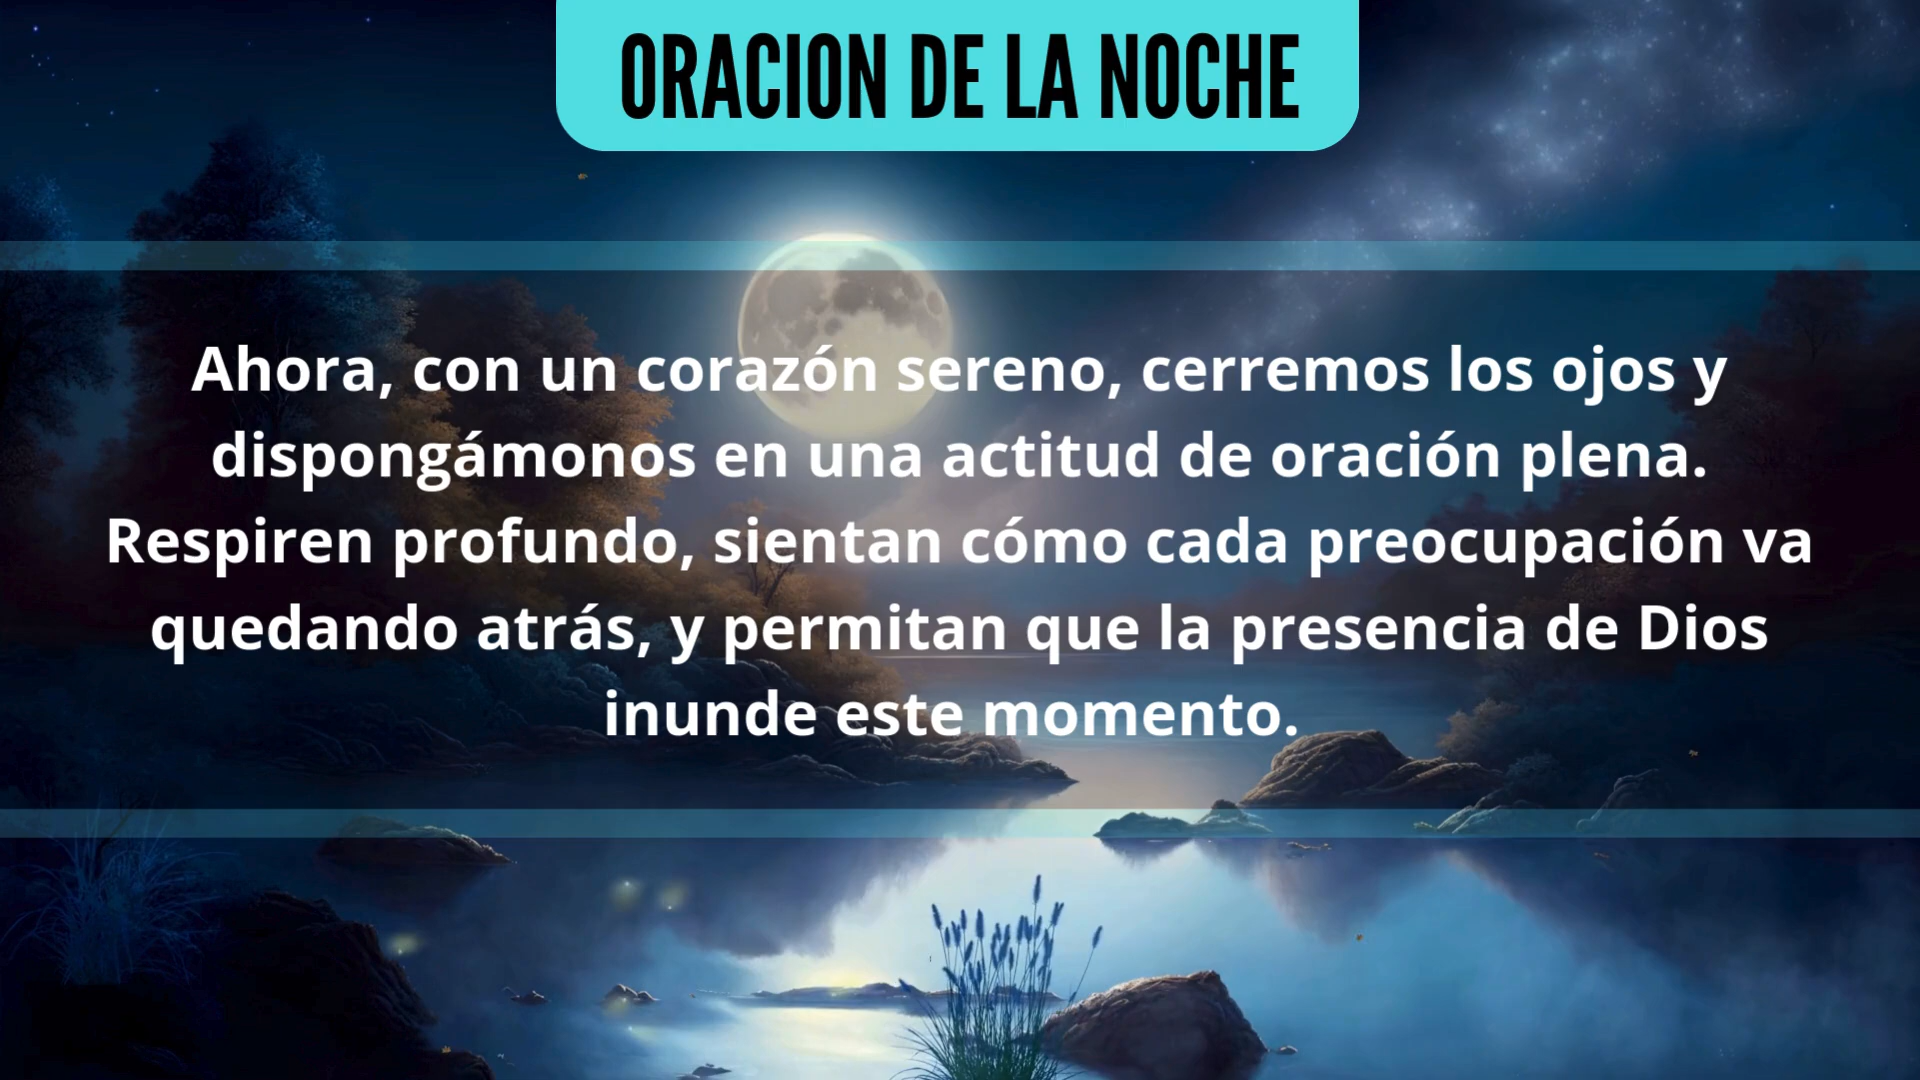 ORACION DE LA NOCHE
Ahora, con un corazón sereno, cerremos los ojos y
dispongámonos en una actitud de oración plena.
Respiren profundo, sientan cómo cada preocupación va
quedando atrás, y permitan que la presencia de Dios
inunde este momento.